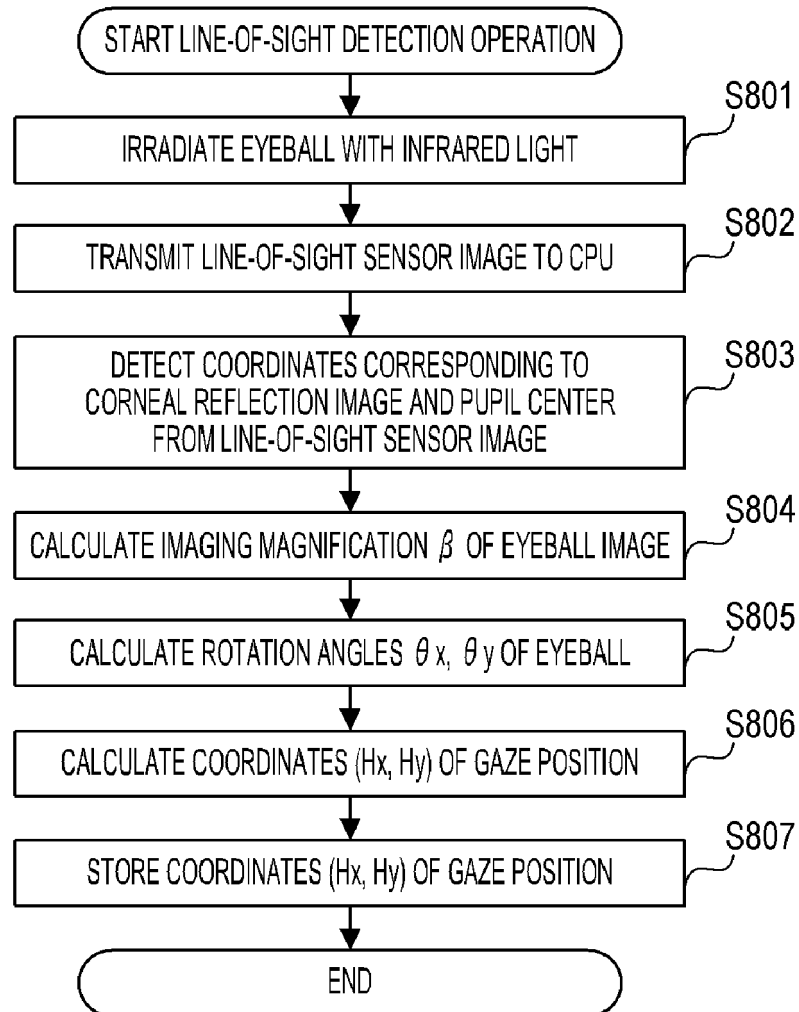 START LINE-OF-SIGHT DETECTION OPERATION
S801
IRRADIATE EYEBALL WITH INFRARED LIGHT
S802
TRANSMIT LINE-OF-SIGHT SENSOR IMAGE TO CPU
S803
DETECT COORDINATES CORRESPONDING TO
CORNEAL REFLECTION IMAGE AND PUPIL CENTER
FROM LINE-OF-SIGHT SENSOR IMAGE
S804
CALCULATE IMAGING MAGNIFICATION β OF EYEBALL IMAGE
S805
CALCULATE ROTATION ANGLES θx, θy OF EYEBALL
S806
CALCULATE COORDINATES (Hx, Hy) OF GAZE POSITION
S807
STORE COORDINATES (Hx, Hy) OF GAZE POSITION
END